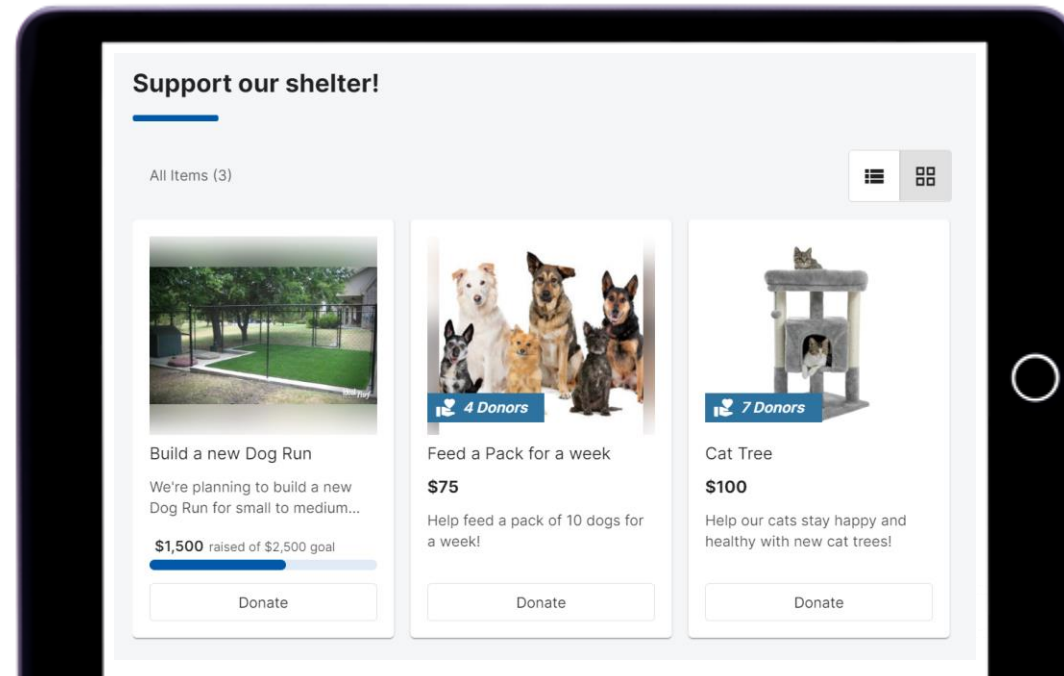 Support our shelter!
All Items (3)
Build a new Dog Run
We're planning to build a new
Dog Run for small to medium...
$1,500 raised of $2,500 goal
Donate
4 Donors
Feed a Pack for a week
$75
Help feed a pack of 10 dogs for
a week!
Donate
7 Donors
Cat Tree
$100
Help our cats stay happy and
healthy with new cat trees!
Donate